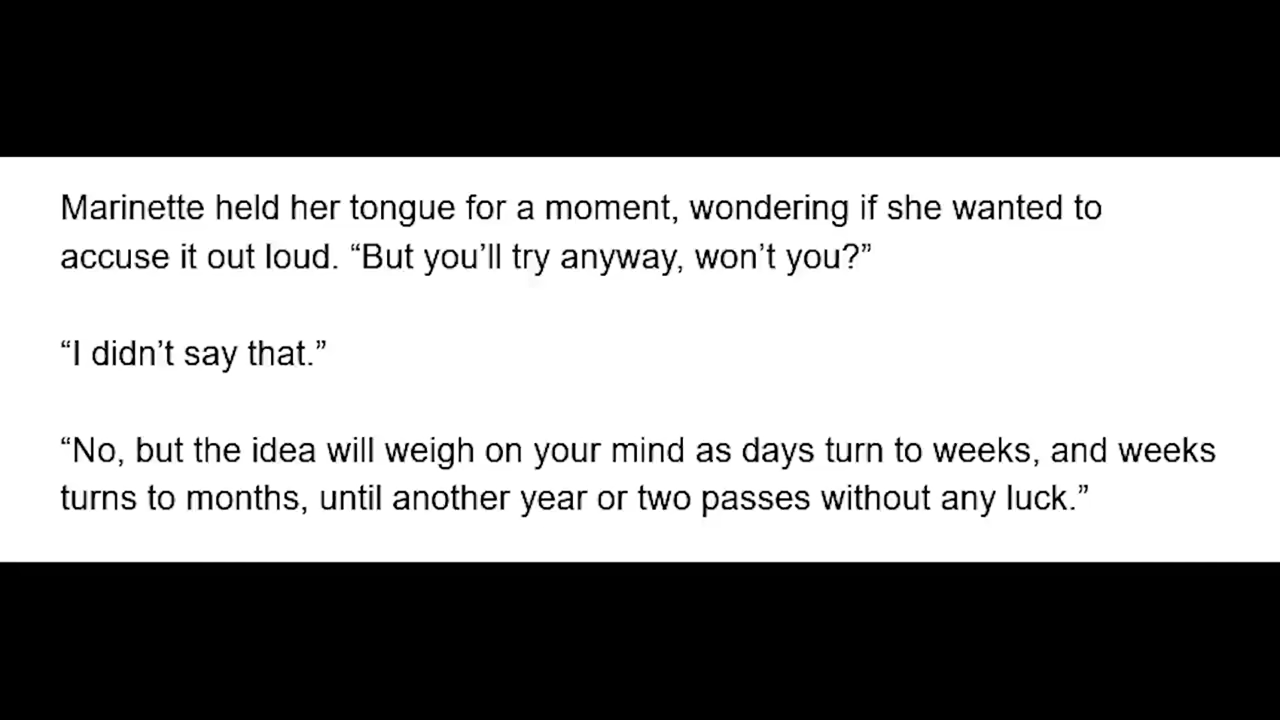 Marinette held her tongue for a moment, wondering if she wanted to
accuse it out loud. “But you’ll try anyway, won’t you?”
“I didn’t say that.”
“No, but the idea will weigh on your mind as days turn to weeks, and weeks
turns to months, until another year or two passes without any luck.”